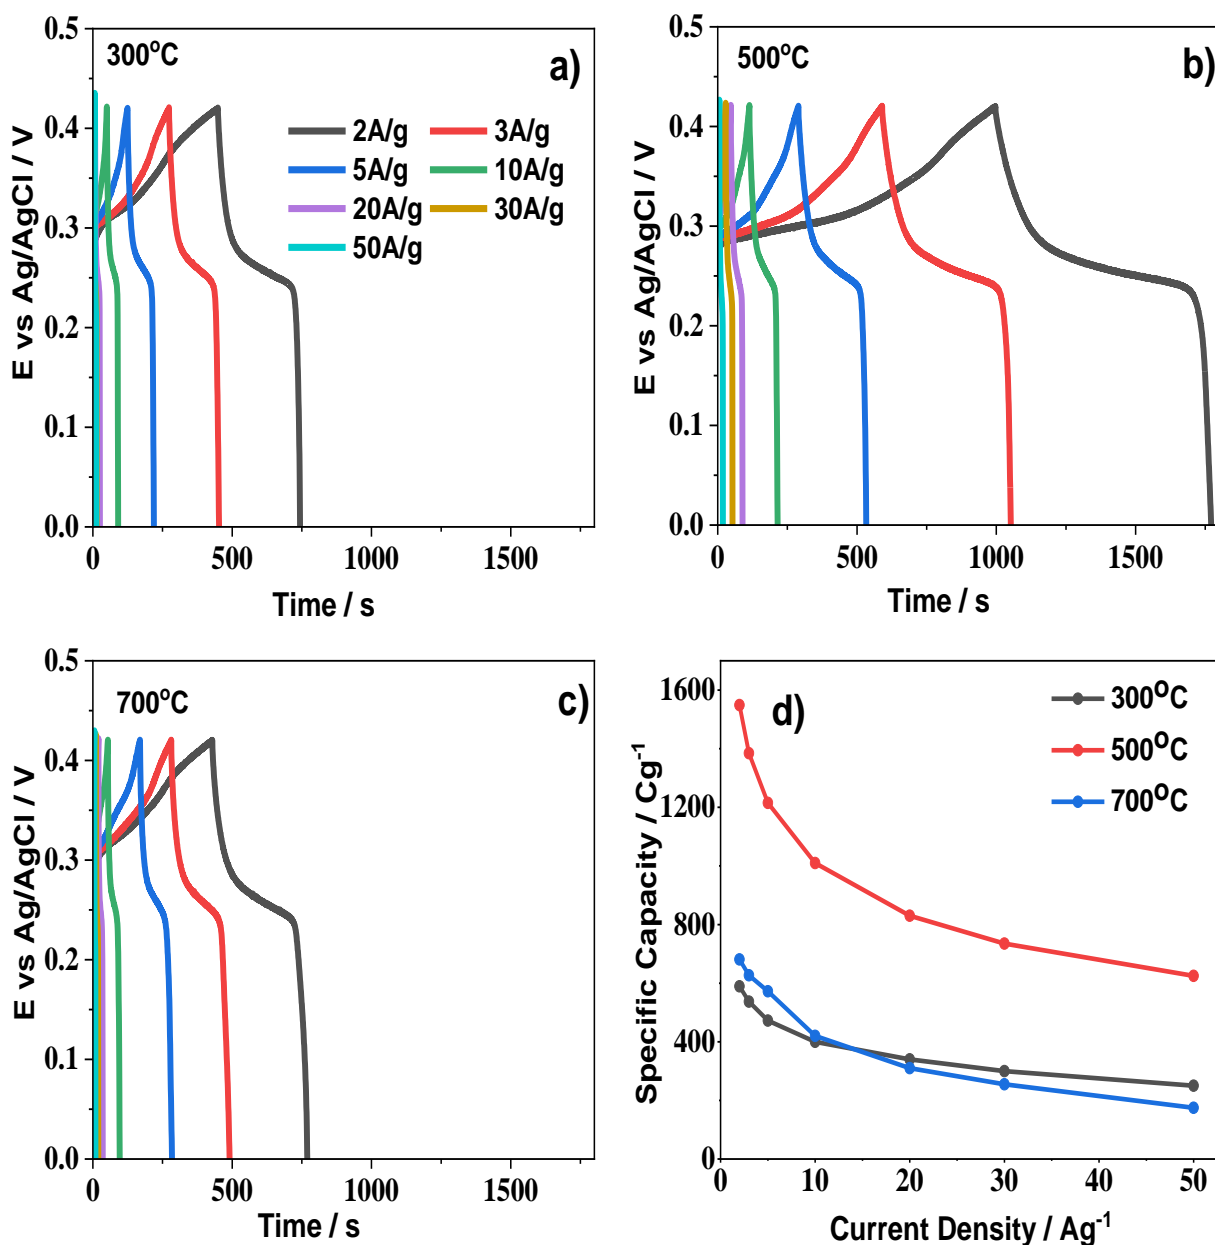 300°C
a)
2A/g 3A/g
5A/g 10A/g
20A/g 30A/g
50A/g
0.5
0.4
0.3
0.2
0.1
0.0
E vs Ag/AgCl / V
0 500 1000 1500
Time / s
500°C
b)
0.5
0.4
0.3
0.2
0.1
0.0
E vs Ag/AgCl / V
0 500 1000 1500
Time / s
700°C
c)
0.5
0.4
0.3
0.2
0.1
0.0
E vs Ag/AgCl / V
0 500 1000 1500
Time / s
d)
300°C
500°C
700°C
1600
1200
800
400
0
Specific Capacity / Cg⁻¹
0 10 20 30 40 50
Current Density / Ag⁻¹